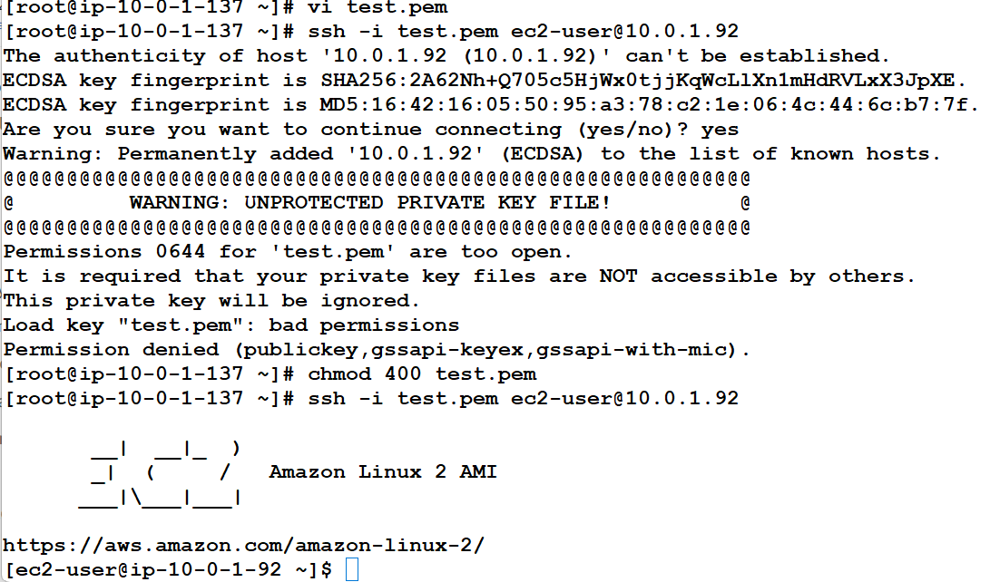 [root@ip-10-0-1-137 ~]# vi test.pem
[root@ip-10-0-1-137 ~]# ssh -i test.pem ec2-user@10.0.1.92
The authenticity of host '10.0.1.92 (10.0.1.92)' can't be established.
ECDSA key fingerprint is SHA256:2A62Nh+Q705c5HjWx0tjjKqWcLlXn1mHdRVLxX3JpXE.
ECDSA key fingerprint is MD5:16:42:16:05:50:95:a3:78:c2:1e:06:4c:44:6c:b7:7f.
Are you sure you want to continue connecting (yes/no)? yes
Warning: Permanently added '10.0.1.92' (ECDSA) to the list of known hosts.
@@@@@@@@@@@@@@@@@@@@@@@@@@@@@@@@@@@@@@@@@@@@@@@@@@@@@@@@@@@
@         WARNING: UNPROTECTED PRIVATE KEY FILE!          @
@@@@@@@@@@@@@@@@@@@@@@@@@@@@@@@@@@@@@@@@@@@@@@@@@@@@@@@@@@@
Permissions 0644 for 'test.pem' are too open.
It is required that your private key files are NOT accessible by others.
This private key will be ignored.
Load key "test.pem": bad permissions
Permission denied (publickey,gssapi-keyex,gssapi-with-mic).
[root@ip-10-0-1-137 ~]# chmod 400 test.pem
[root@ip-10-0-1-137 ~]# ssh -i test.pem ec2-user@10.0.1.92

       __|  __|_  )
       _|  (     /   Amazon Linux 2 AMI
      ___|\___|___|

https://aws.amazon.com/amazon-linux-2/
[ec2-user@ip-10-0-1-92 ~]$